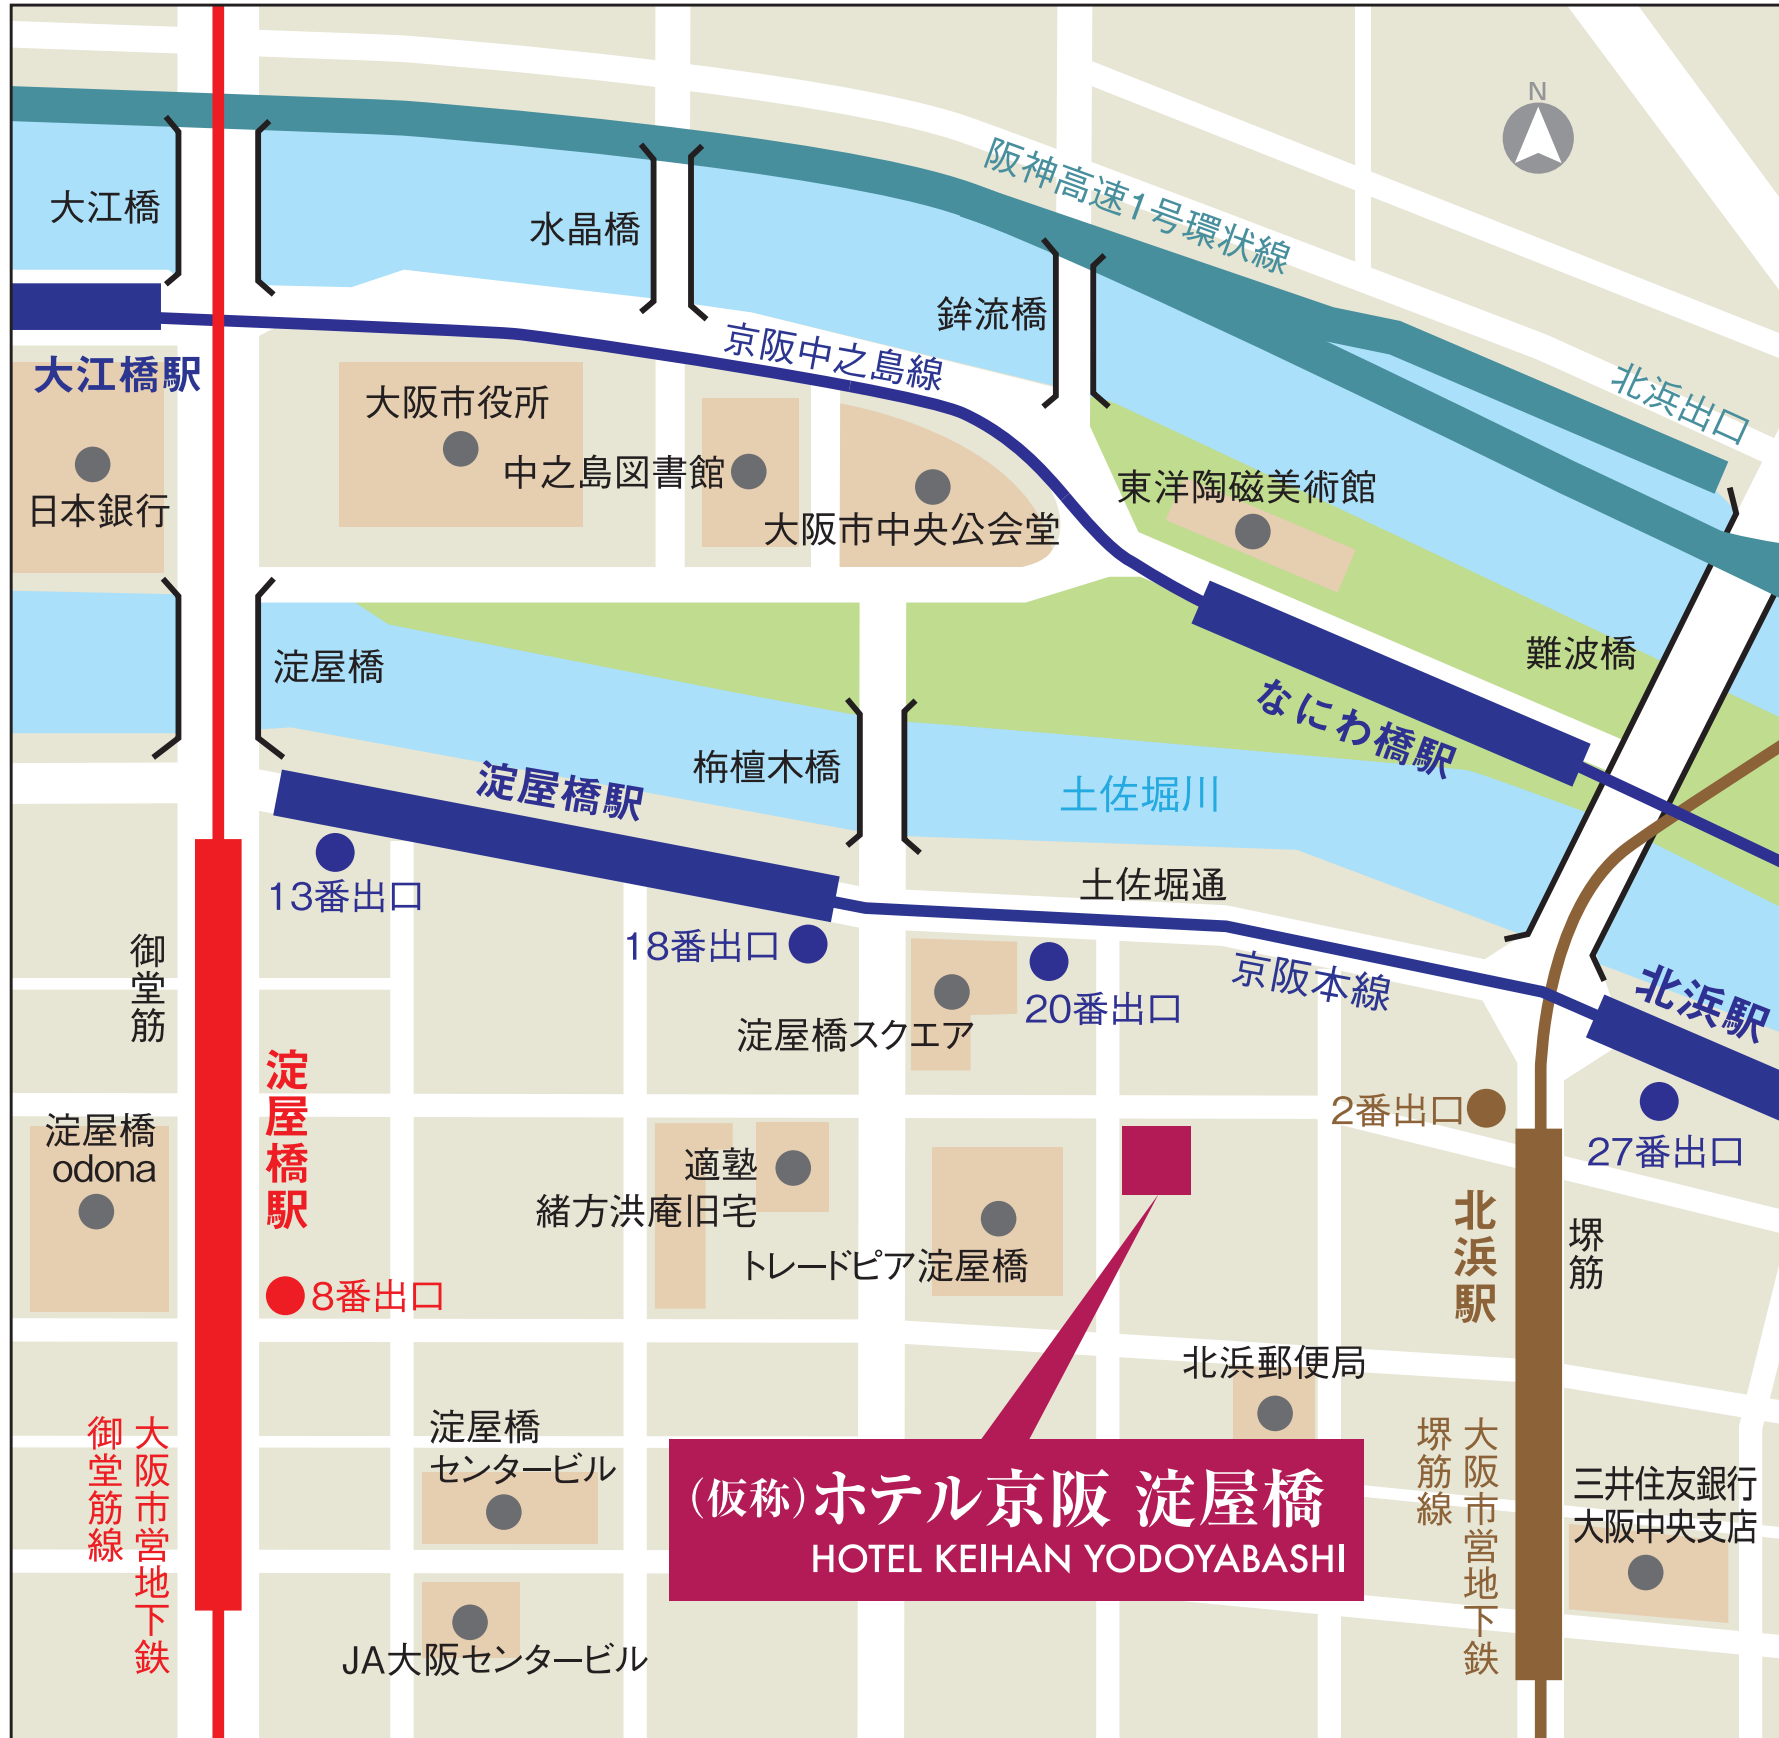 N
阪神高速1号環状線
大江橋
水晶橋
鉾流橋
京阪中之島線
大江橋駅
北浜出口
大阪市役所
中之島図書館
日本銀行
大阪市中央公会堂
東洋陶磁美術館
淀屋橋
難波橋
なにわ橋駅
栴檀木橋
淀屋橋駅
土佐堀川
13番出口
土佐堀通
18番出口
御堂筋
20番出口
京阪本線
北浜駅
淀屋橋スクエア
淀屋橋駅
2番出口
27番出口
淀屋橋
odona
適塾
緒方洪庵旧宅
トレードピア淀屋橋
北浜駅
堺筋
8番出口
北浜郵便局
大阪市営地下鉄
御堂筋線
淀屋橋
センタービル
大阪市営地下鉄
堺筋線
三井住友銀行
大阪中央支店
(仮称)ホテル京阪 淀屋橋
HOTEL KEIHAN YODOYABASHI
JA大阪センタービル